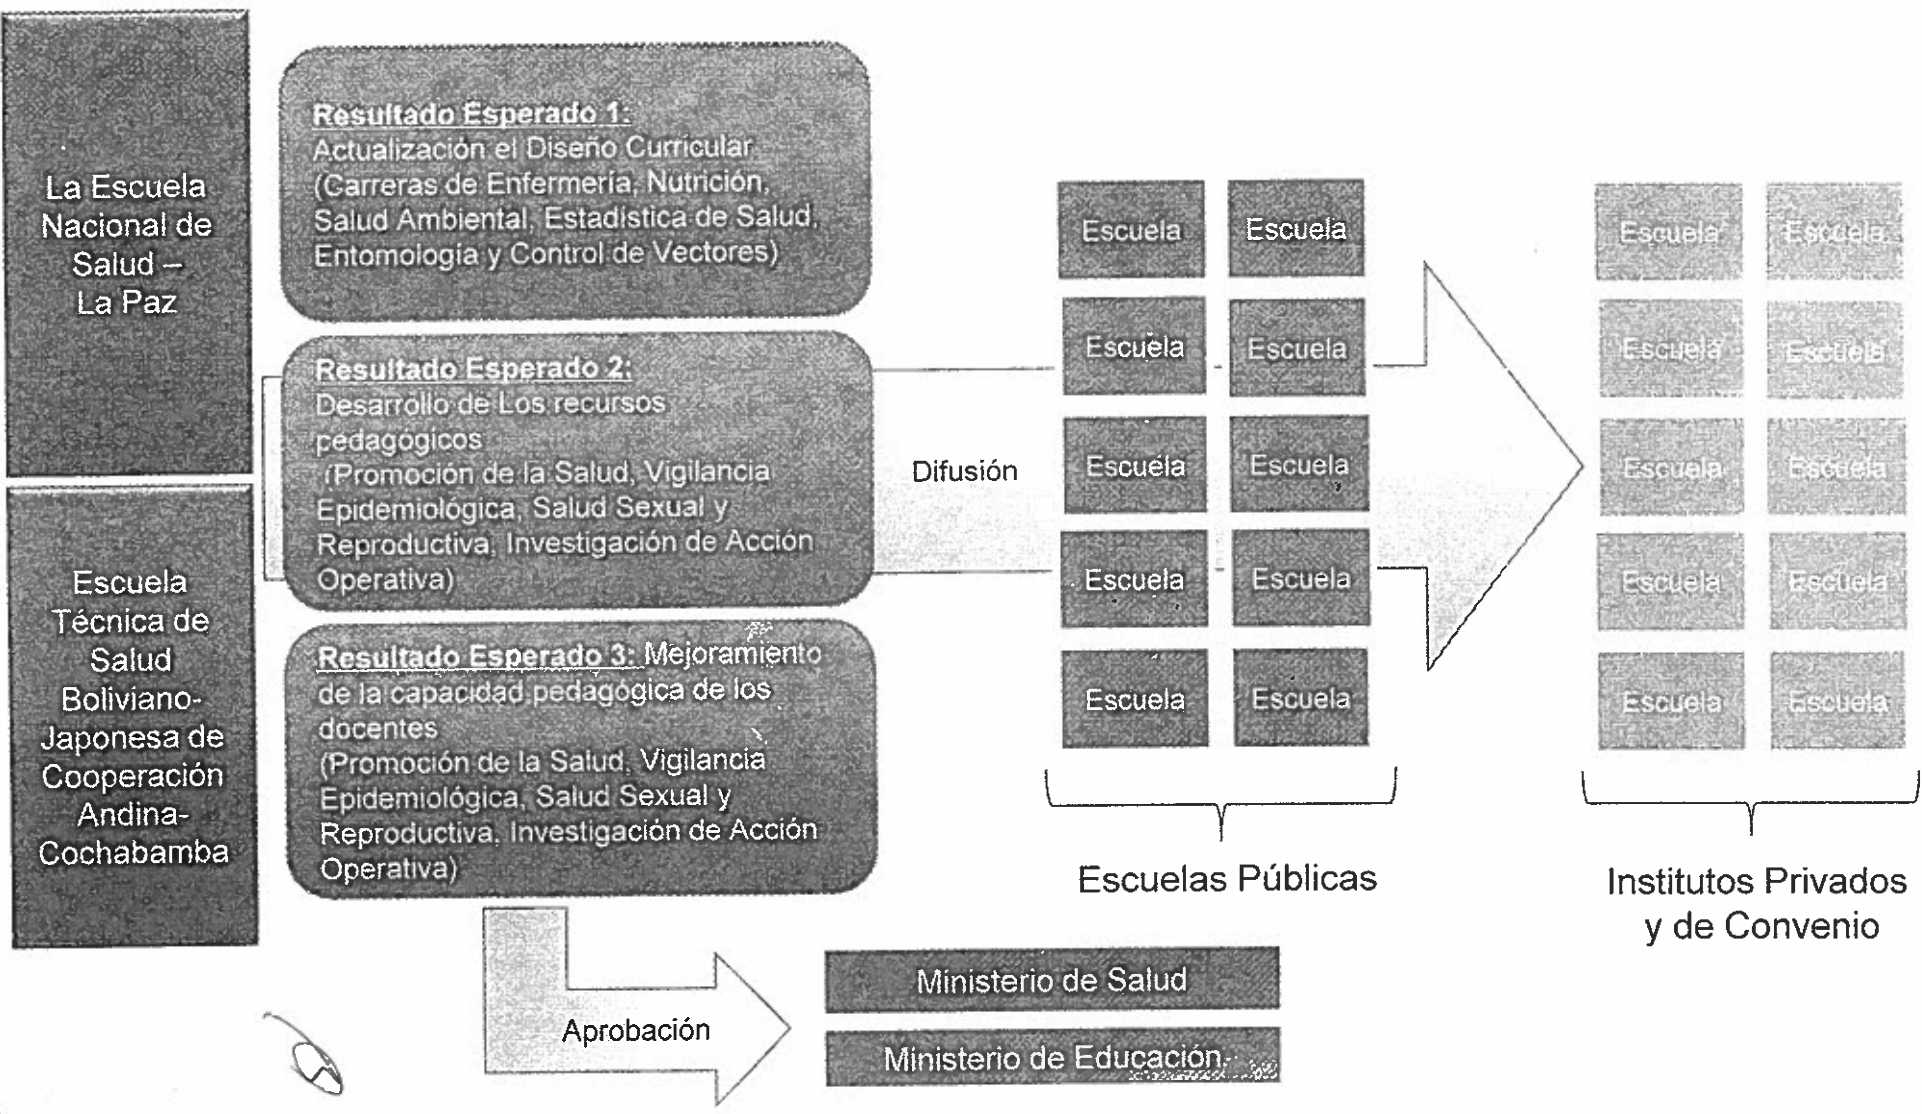 La Escuela
Nacional de
Salud –
La Paz
Escuela
Técnica de
Salud
Boliviano-
Japonesa de
Cooperación
Andina-
Cochabamba
Resultado Esperado 1:
Actualización el Diseño Curricular
(Carreras de Enfermería, Nutrición,
Salud Ambiental, Estadística de Salud,
Entomología y Control de Vectores)
Resultado Esperado 2:
Desarrollo de Los recursos
pedagógicos
(Promoción de la Salud, Vigilancia
Epidemiológica, Salud Sexual y
Reproductiva, Investigación de Acción
Operativa)
Resultado Esperado 3: Mejoramiento
de la capacidad pedagógica de los
docentes
(Promoción de la Salud, Vigilancia
Epidemiológica, Salud Sexual y
Reproductiva, Investigación de Acción
Operativa)
Difusión
Escuela Escuela
Escuela Escuela
Escuela Escuela
Escuela Escuela
Escuela Escuela
Escuelas Públicas
Escuela Escuela
Escuela Escuela
Escuela Escuela
Escuela Escuela
Escuela Escuela
Institutos Privados
y de Convenio
Aprobación
Ministerio de Salud
Ministerio de Educación